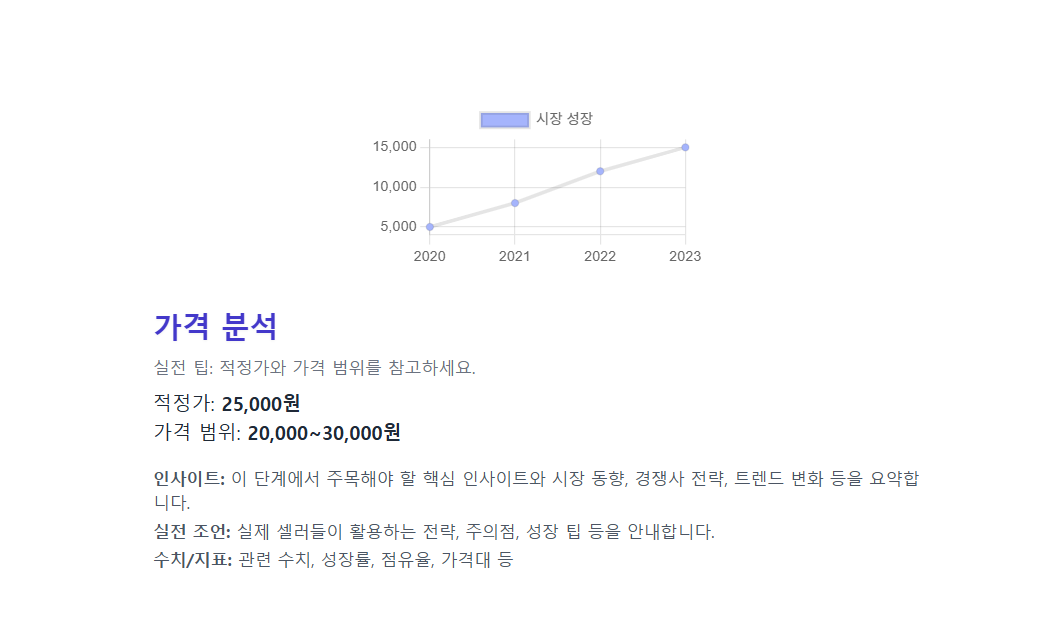 시장 성장
15,000
10,000
5,000
2020 2021 2022 2023
가격 분석
실전 팁: 적정가와 가격 범위를 참고하세요.
적정가: 25,000원
가격 범위: 20,000~30,000원
인사이트: 이 단계에서 주목해야 할 핵심 인사이트와 시장 동향, 경쟁사 전략, 트렌드 변화 등을 요약합
니다.
실전 조언: 실제 셀러들이 활용하는 전략, 주의점, 성장 팁 등을 안내합니다.
수치/지표: 관련 수치, 성장률, 점유율, 가격대 등